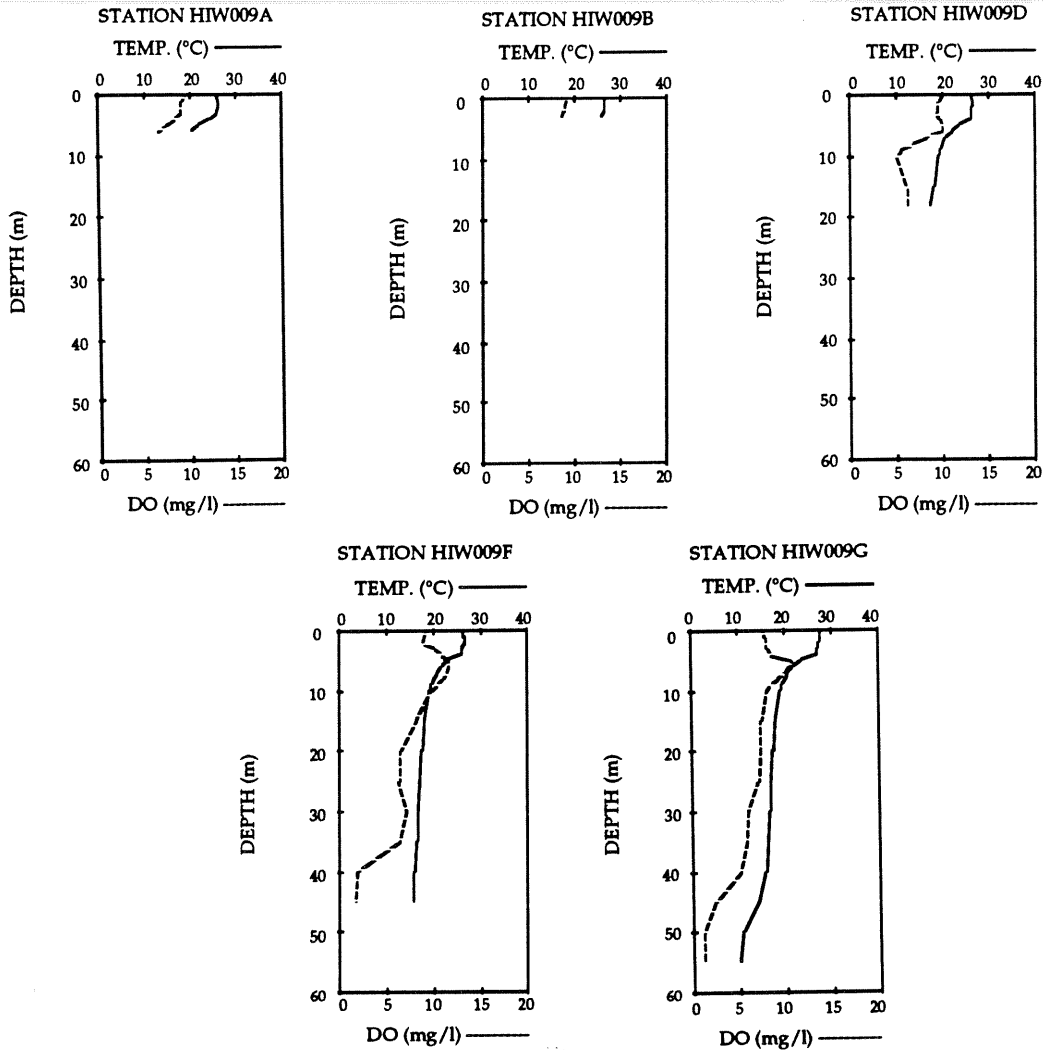 STATION HIW009A
TEMP. (°C)
0 10 20 30 40
0
10
20
30
40
50
60
DEPTH (m)
0 5 10 15 20
DO (mg/l)
STATION HIW009B
TEMP. (°C)
0 10 20 30 40
0
10
20
30
40
50
60
DEPTH (m)
0 5 10 15 20
DO (mg/l)
STATION HIW009D
TEMP. (°C)
0 10 20 30 40
0
10
20
30
40
50
60
DEPTH (m)
0 5 10 15 20
DO (mg/l)
STATION HIW009F
TEMP. (°C)
0 10 20 30 40
0
10
20
30
40
50
60
DEPTH (m)
0 5 10 15 20
DO (mg/l)
STATION HIW009G
TEMP. (°C)
0 10 20 30 40
0
10
20
30
40
50
60
DEPTH (m)
0 5 10 15 20
DO (mg/l)